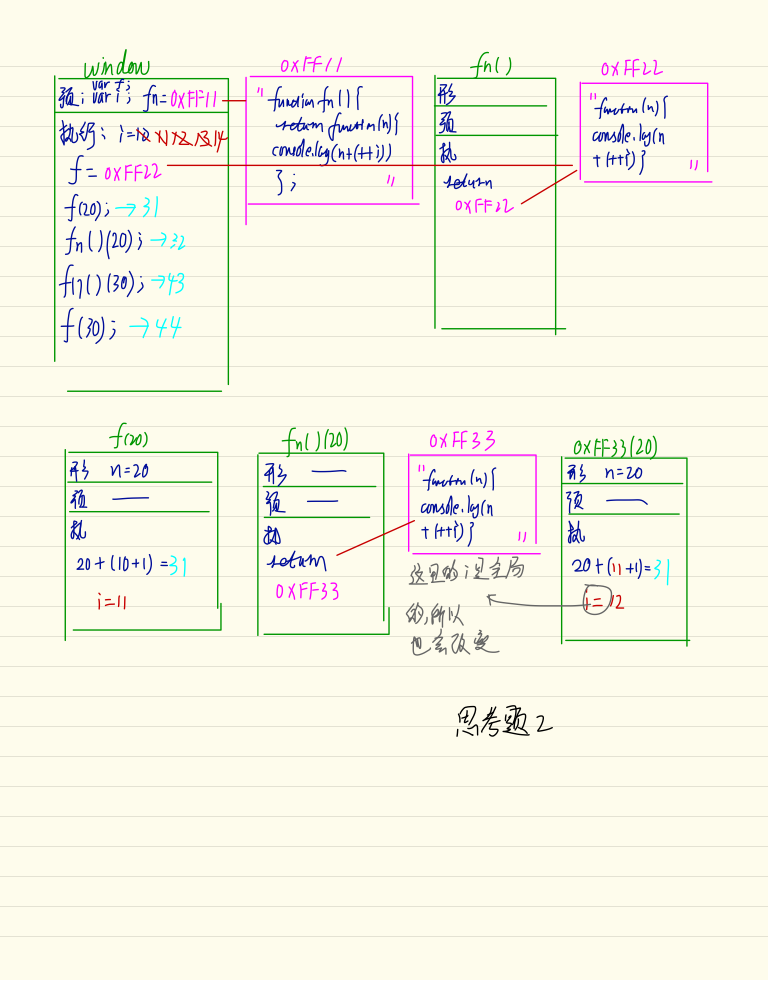 window
预: var f; var i; fn=0XFF11
执行: i=10 11 12 13 14
f= 0XFF22
f(20); →31
fn()(20); →32
fn()(30); →43
f(30); →44
0XFF11
" function fn(){
return function(n){
console.log(n+(++i))
}; "
fn()
形
预
执
return
0XFF22
0XFF22
" function(n){
console.log(n
+(++i)} "
f(20)
形 n=20
预 —
执
20+(10+1)=31
i=11
fn()(20)
形 —
预 —
执
return
0XFF33
0XFF33
" function(n){
console.log(n
+(++i)} "
这里的i是全局
的,所以
也会改变
0XFF33(20)
形 n=20
预 —
执
20+(11+1)=31
i=12
思考题2